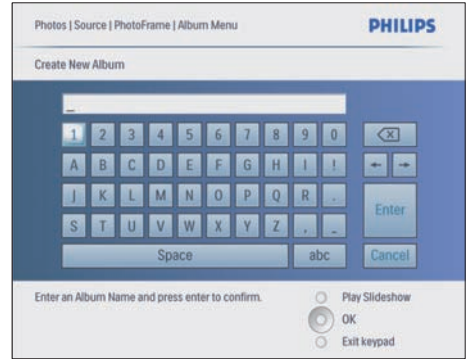 Photos | Source | PhotoFrame | Album Menu
PHILIPS
Create New Album
_
1 2 3 4 5 6 7 8 9 0
A B C D E F G H I !
J K L M N O P Q R .
Enter
S T U V W X Y Z , _
Space abc Cancel
Enter an Album Name and press enter to confirm.
Play Slideshow
OK
Exit keypad